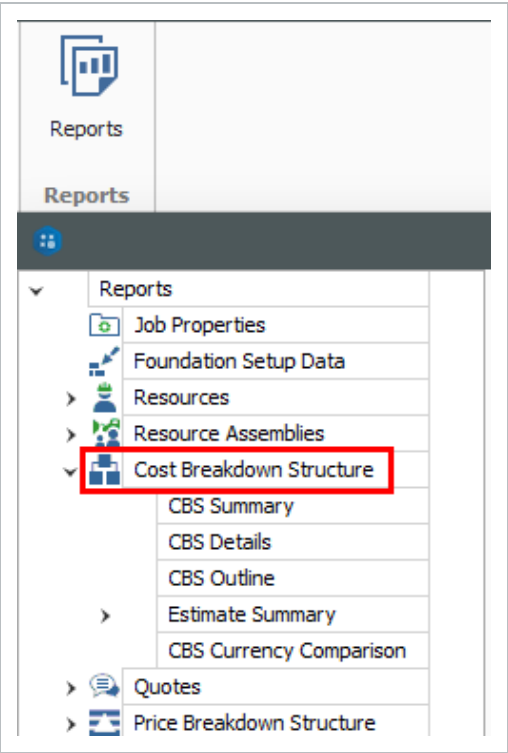 Reports
Reports
Reports
Job Properties
Foundation Setup Data
Resources
Resource Assemblies
Cost Breakdown Structure
CBS Summary
CBS Details
CBS Outline
Estimate Summary
CBS Currency Comparison
Quotes
Price Breakdown Structure